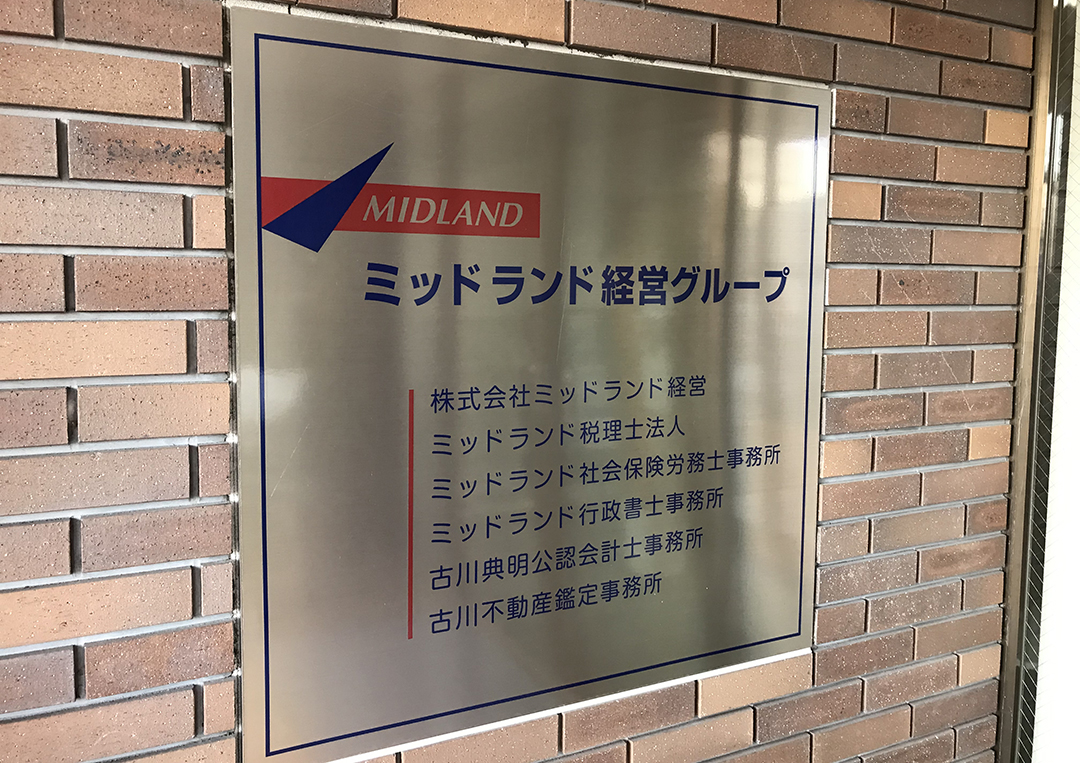 MIDLAND
ミッドランド経営グループ
株式会社ミッドランド経営
ミッドランド税理士法人
ミッドランド社会保険労務士事務所
ミッドランド行政書士事務所
古川典明公認会計士事務所
古川不動産鑑定事務所